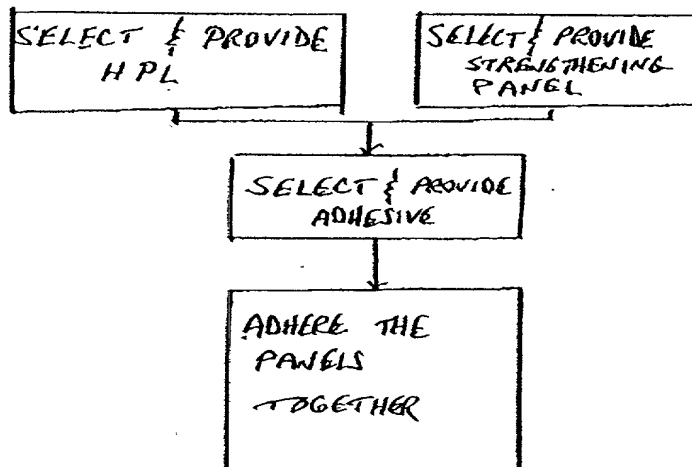 SELECT & PROVIDE
HPL
SELECT & PROVIDE
STRENGTHENING
PANEL
SELECT & PROVIDE
ADHESIVE
ADHERE THE
PANELS
TOGETHER